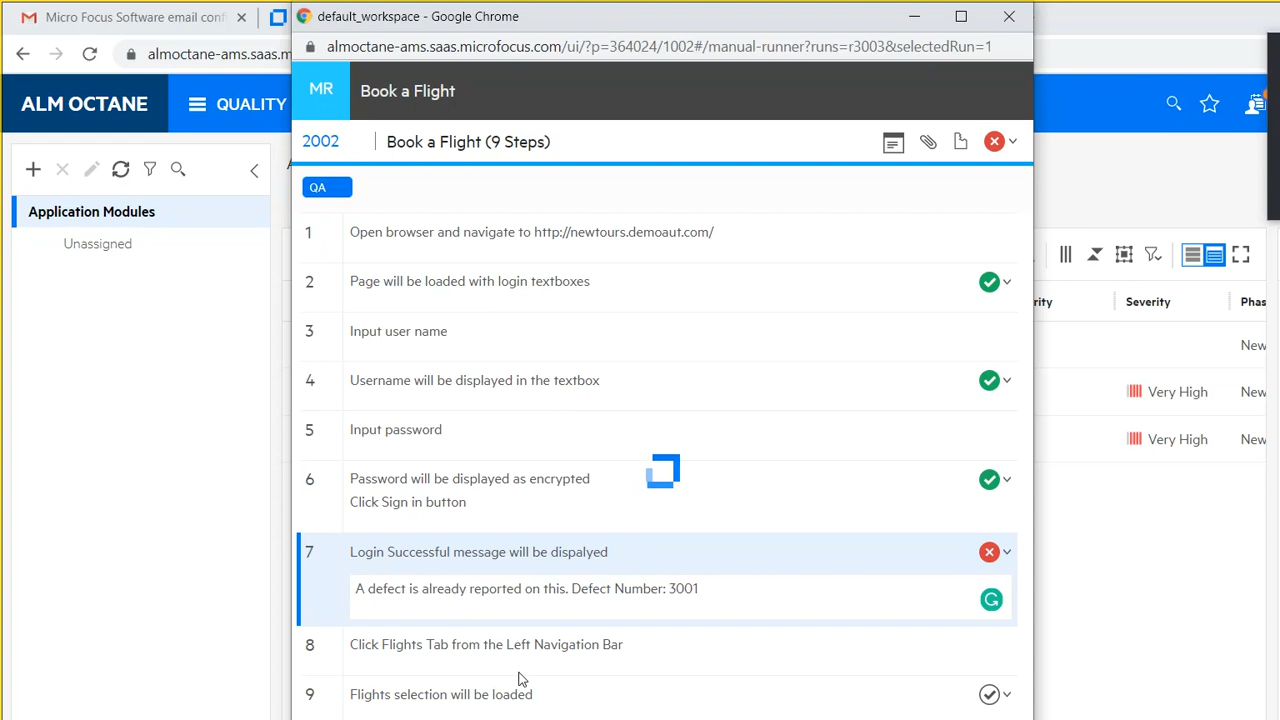 Micro Focus Software email conf
default_workspace - Google Chrome
almoctane-ams.saas.m
almoctane-ams.saas.microfocus.com/ui/?p=364024/1002#/manual-runner?runs=r3003&selectedRun=1
ALM OCTANE
QUALITY
MR
Book a Flight
2002
Book a Flight (9 Steps)
QA
Application Modules
Unassigned
1
Open browser and navigate to http://newtours.demoaut.com/
2
Page will be loaded with login textboxes
3
Input user name
4
Username will be displayed in the textbox
5
Input password
6
Password will be displayed as encrypted
Click Sign in button
7
Login Successful message will be dispalyed
A defect is already reported on this. Defect Number: 3001
8
Click Flights Tab from the Left Navigation Bar
9
Flights selection will be loaded
rity
Severity
Phas
New
Very High
New
Very High
New